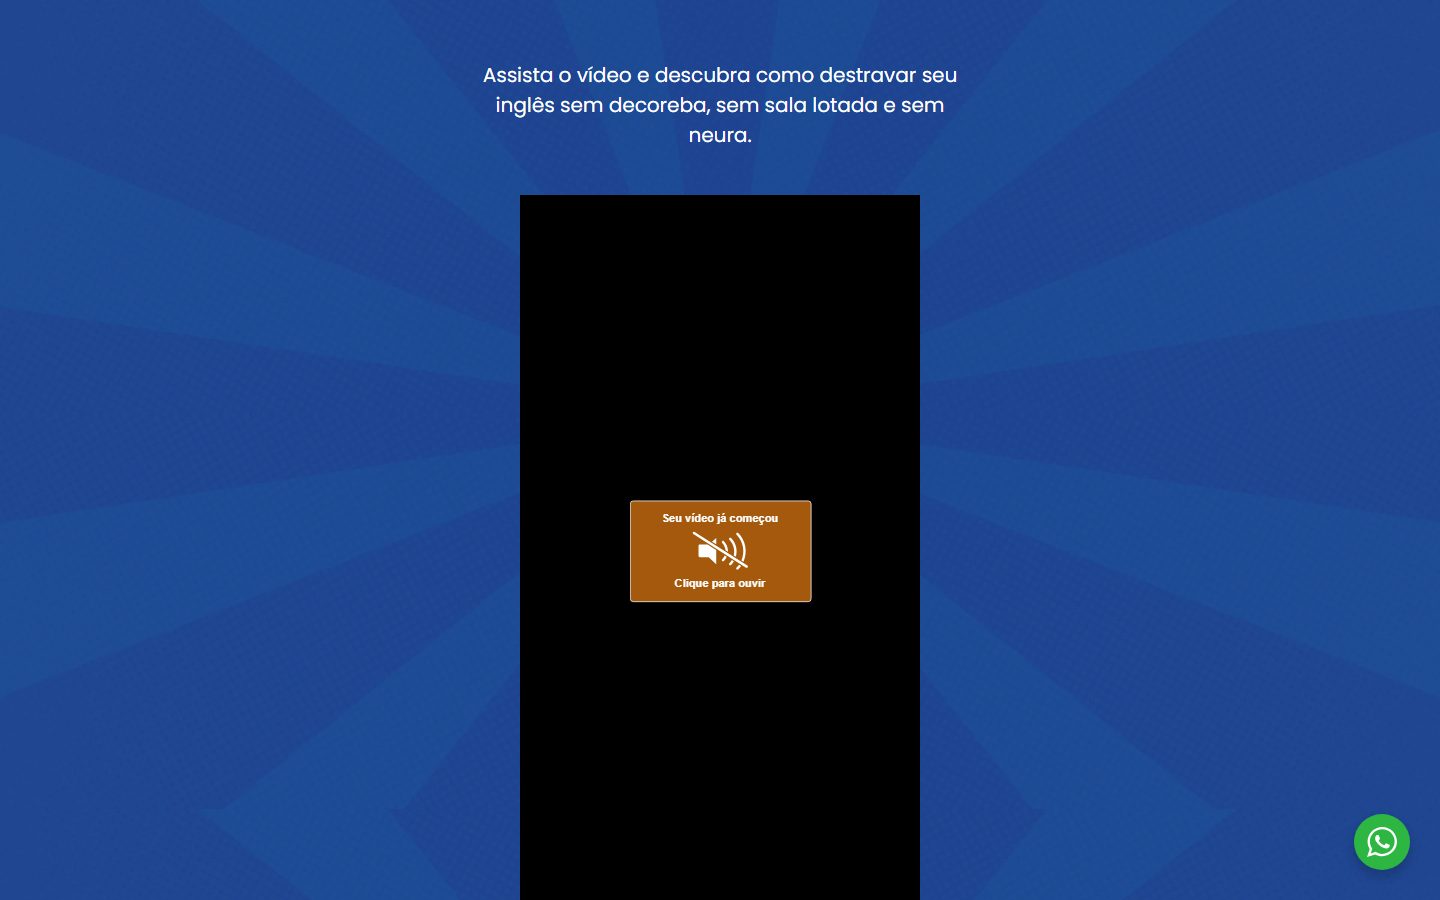 Assista o vídeo e descubra como destravar seu
inglês sem decoreba, sem sala lotada e sem
neura.
Seu vídeo já começou
Clique para ouvir